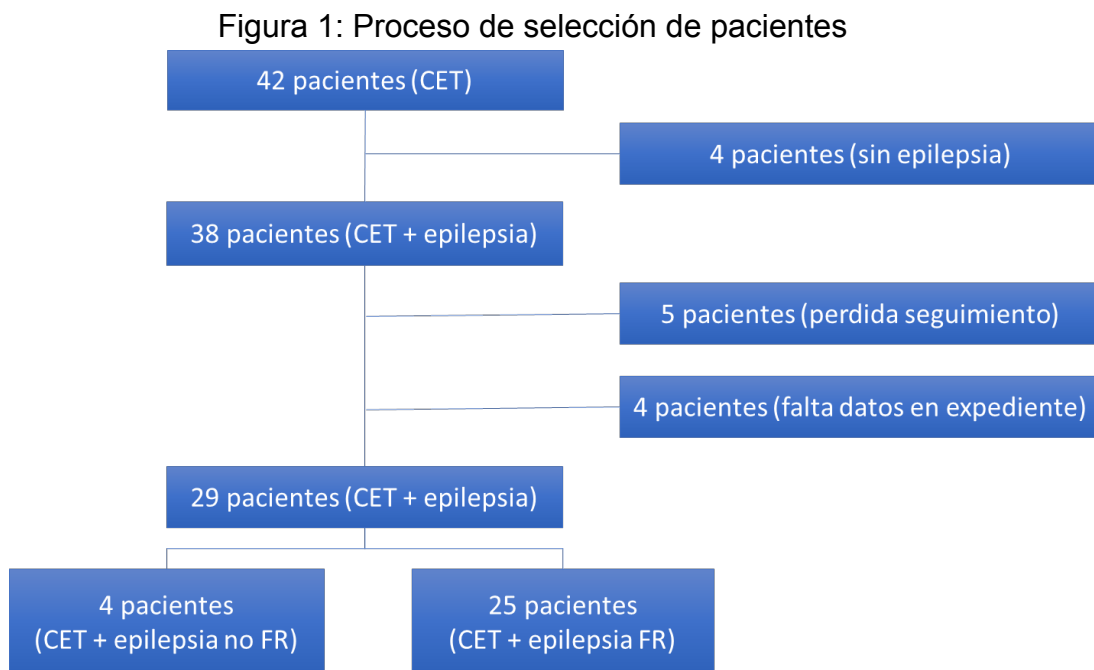 Figura 1: Proceso de selección de pacientes
42 pacientes (CET)
4 pacientes (sin epilepsia)
38 pacientes (CET + epilepsia)
5 pacientes (perdida seguimiento)
4 pacientes (falta datos en expediente)
29 pacientes (CET + epilepsia)
4 pacientes
(CET + epilepsia no FR)
25 pacientes
(CET + epilepsia FR)